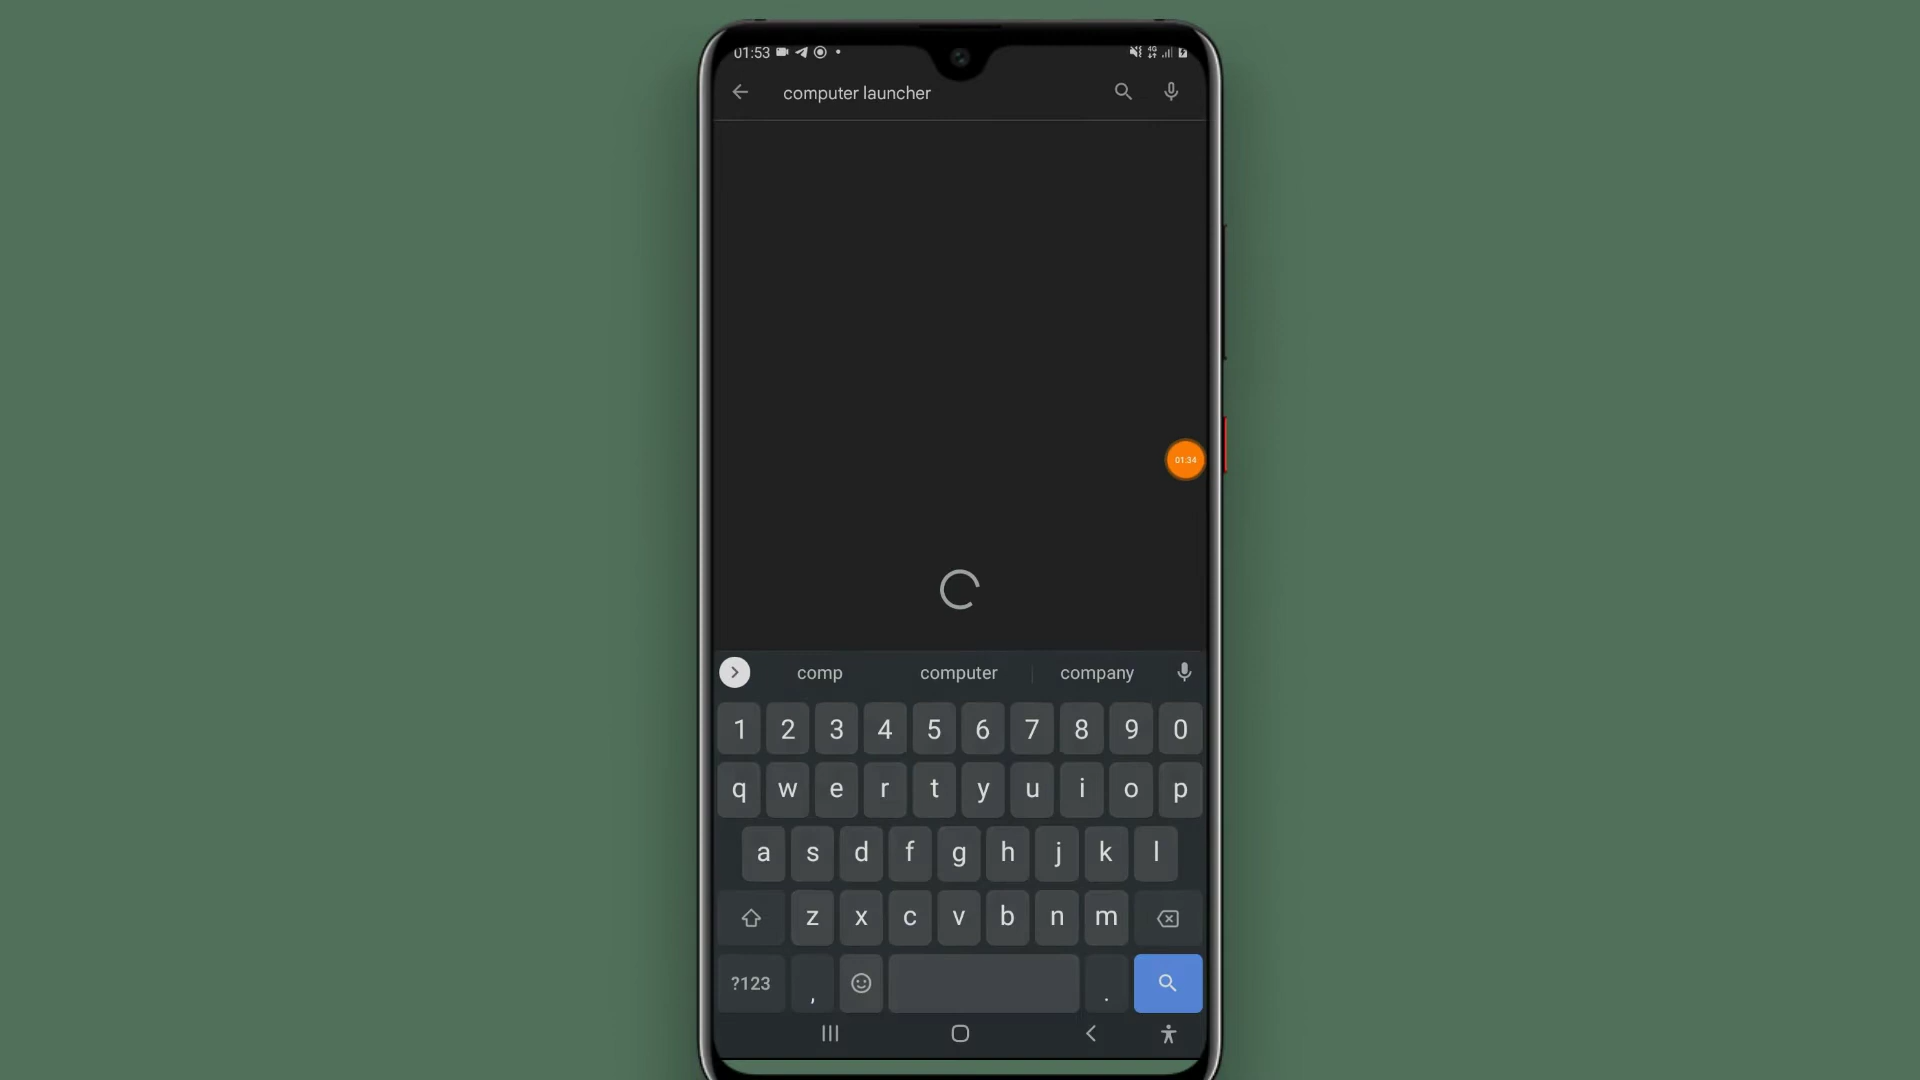 01:53
4G
computer launcher
01:34
comp computer company
1 2 3 4 5 6 7 8 9 0
q w e r t y u i o p
a s d f g h j k l
z x c v b n m
?123 , .